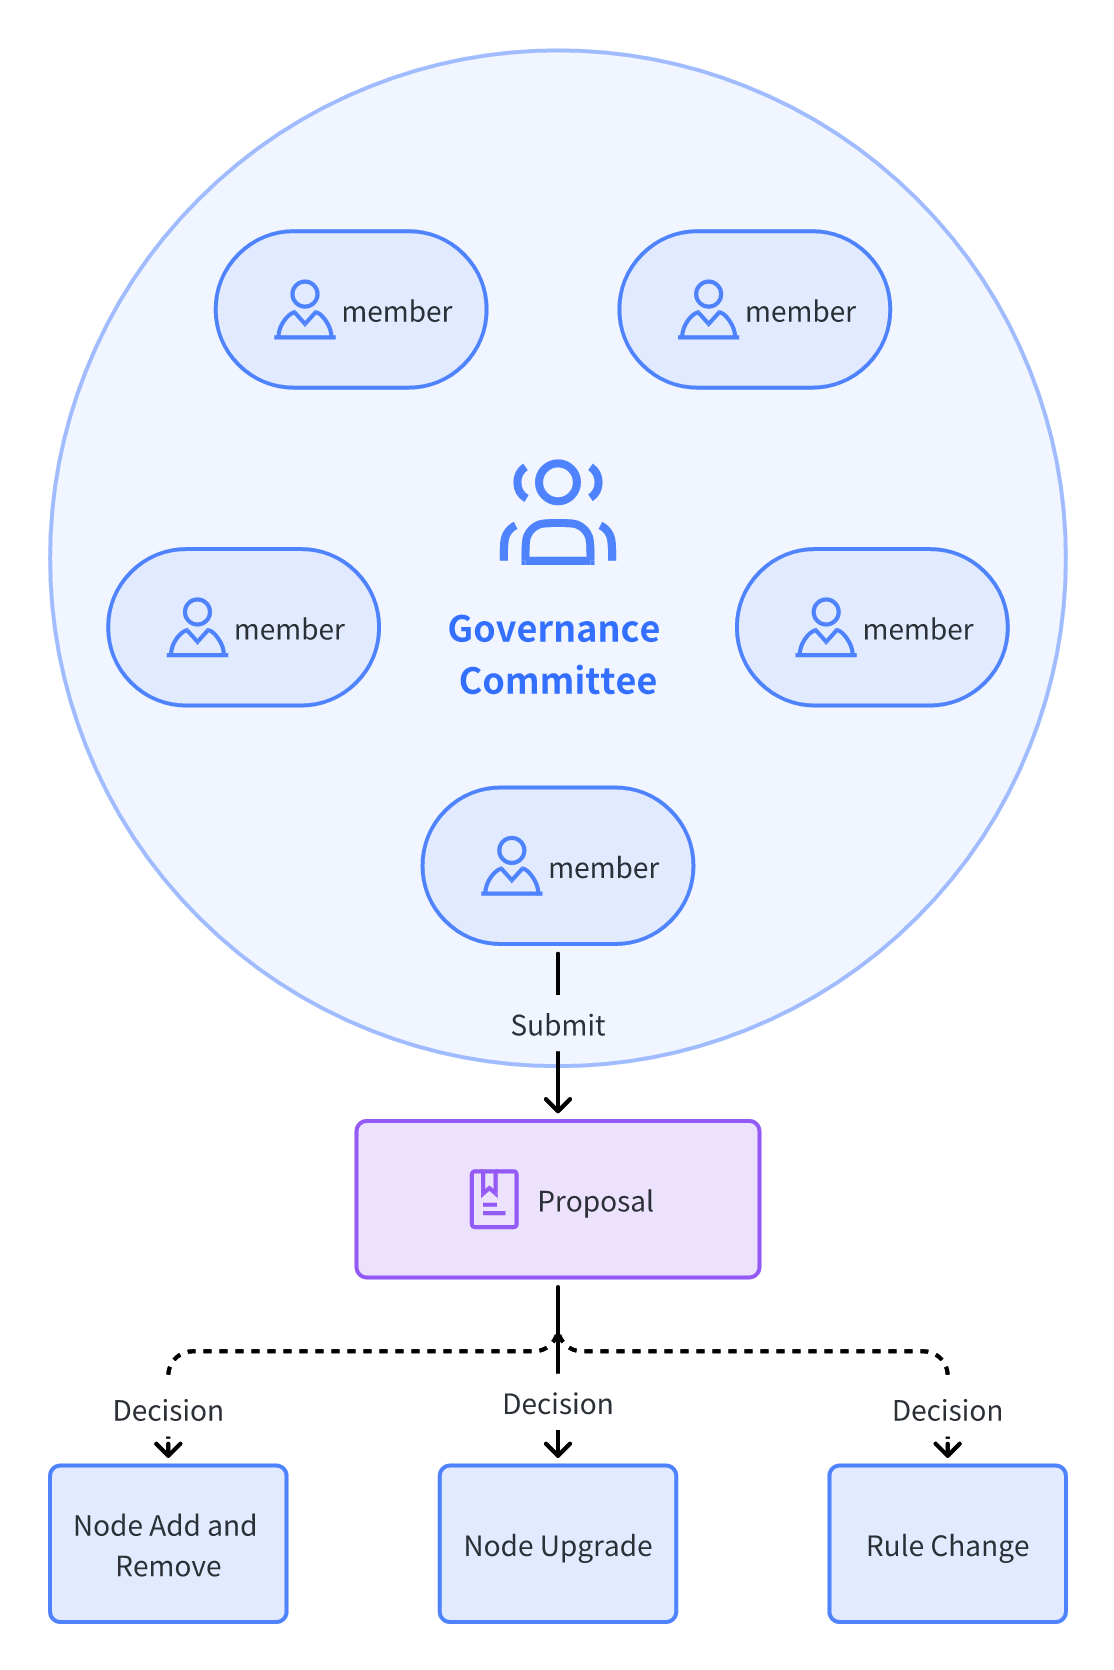 member
member
Governance
Committee
member
member
member
Submit
Proposal
Decision
Decision
Decision
Node Add and
Remove
Node Upgrade
Rule Change